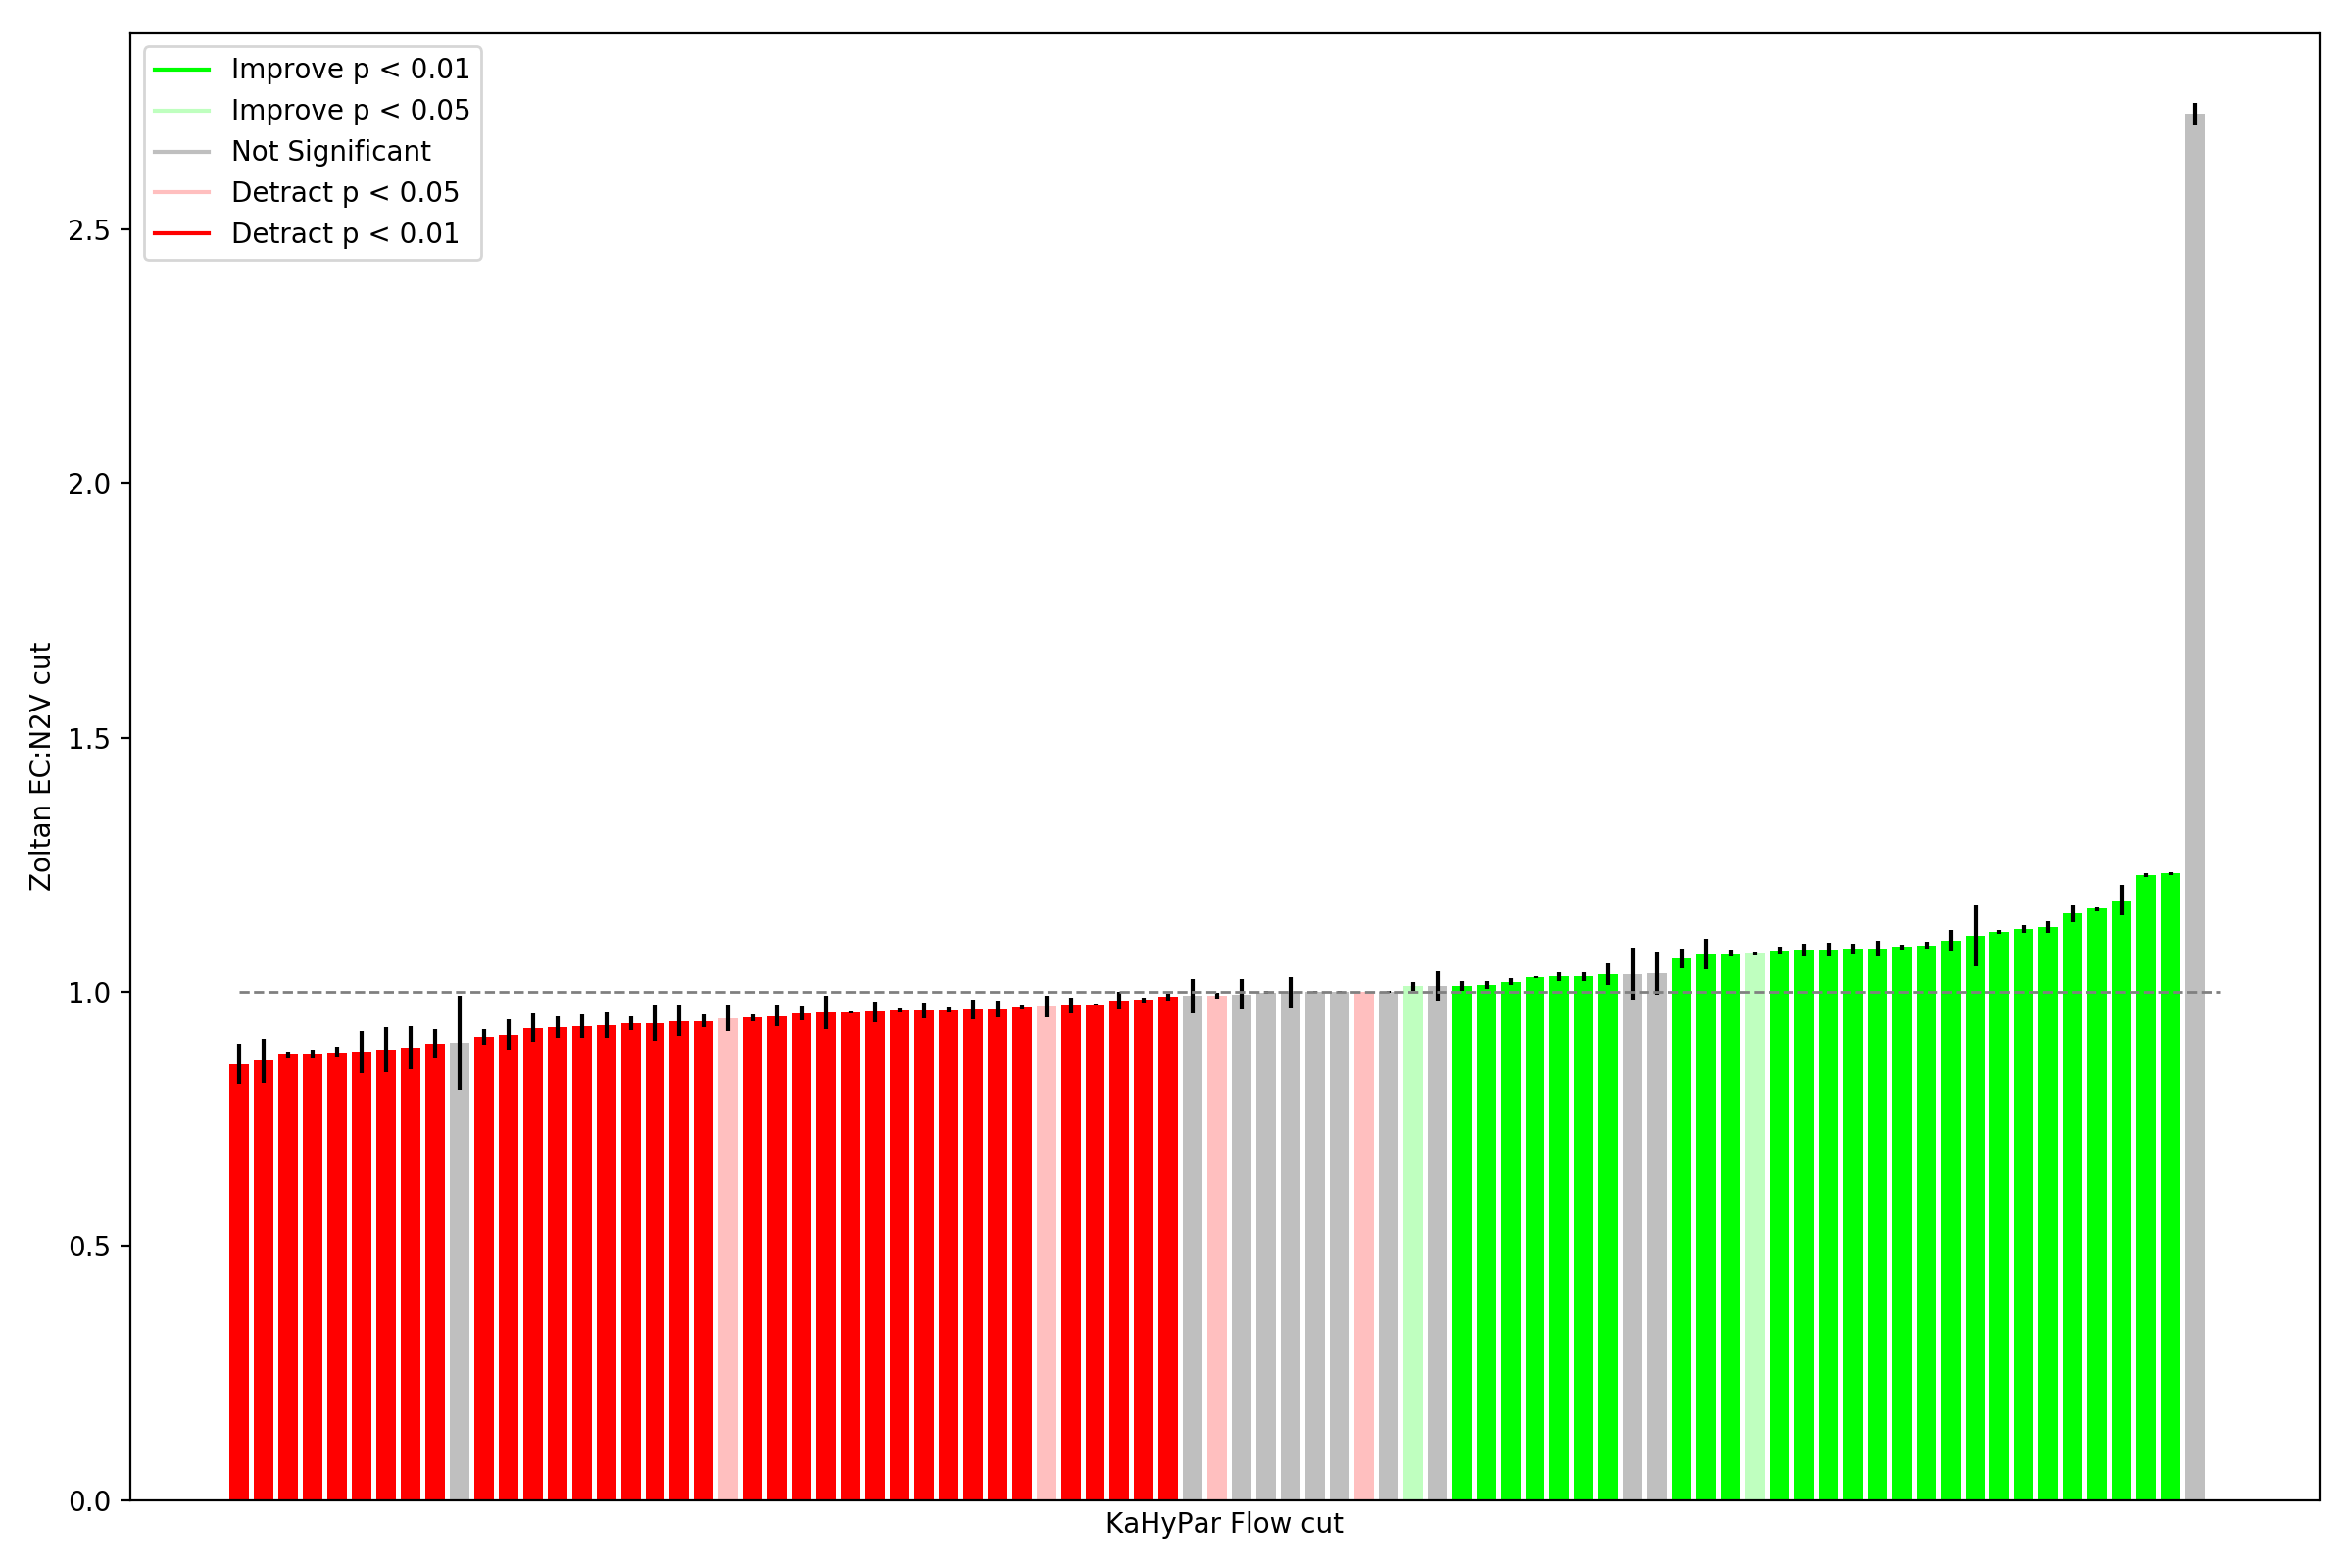 Improve p < 0.01
Improve p < 0.05
Not Significant
Detract p < 0.05
Detract p < 0.01
2.5
2.0
1.5
1.0
0.5
0.0
Zoltan EC:N2V cut
KaHyPar Flow cut